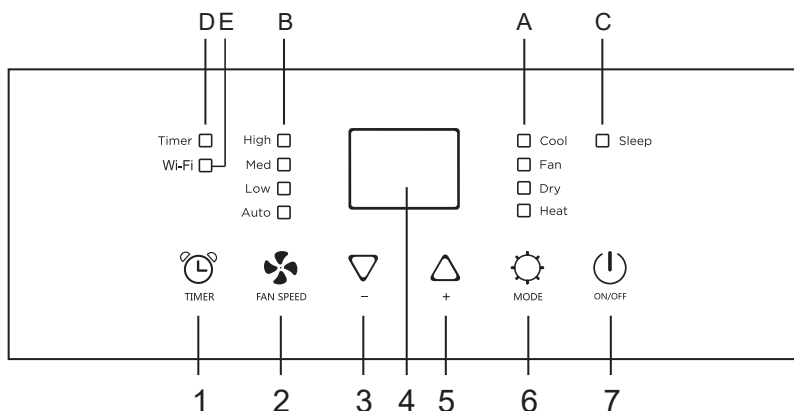 D E B A C
Timer High Cool Sleep
Wi-Fi Med Fan
Low Dry
Auto Heat
TIMER FAN SPEED – + MODE ON/OFF
1 2 3 4 5 6 7